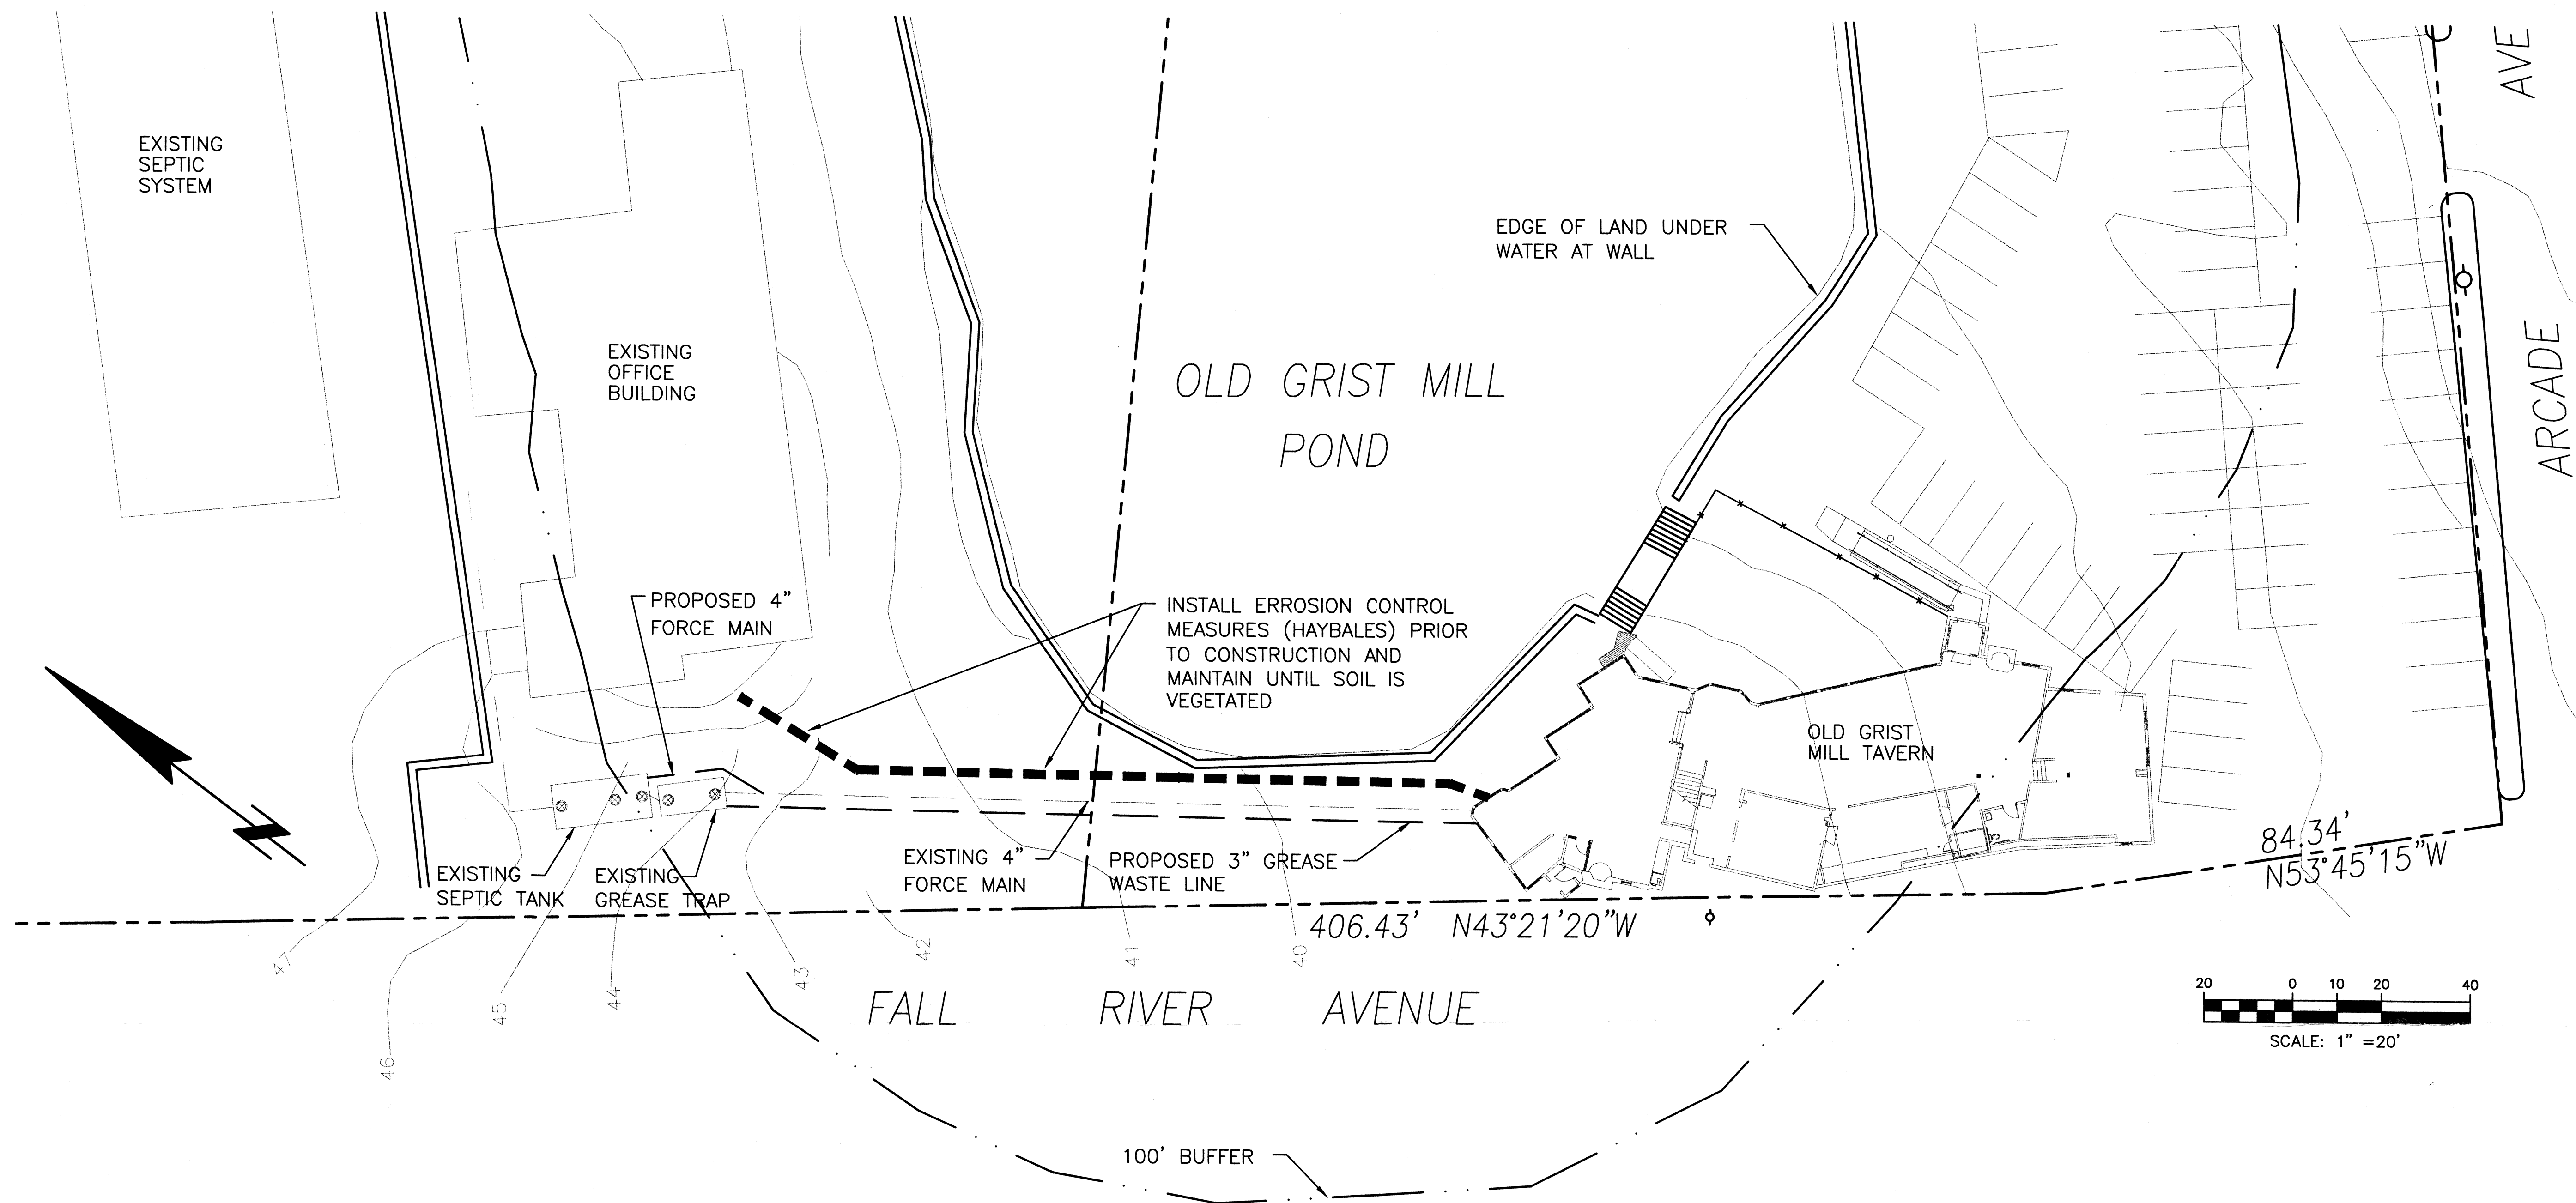 EXISTING
SEPTIC
SYSTEM
EXISTING
OFFICE
BUILDING
OLD GRIST MILL
POND
EDGE OF LAND UNDER
WATER AT WALL
AVE
ARCADE
PROPOSED 4"
FORCE MAIN
INSTALL ERROSION CONTROL
MEASURES (HAYBALES) PRIOR
TO CONSTRUCTION AND
MAINTAIN UNTIL SOIL IS
VEGETATED
OLD GRIST
MILL TAVERN
EXISTING
SEPTIC TANK
EXISTING
GREASE TRAP
EXISTING 4"
FORCE MAIN
PROPOSED 3" GREASE
WASTE LINE
84.34'
N53°45'15"W
406.43' N43°21'20"W
47
46
45
44
43
42
41
40
FALL RIVER AVENUE
20 0 10 20 40
SCALE: 1" =20'
100' BUFFER